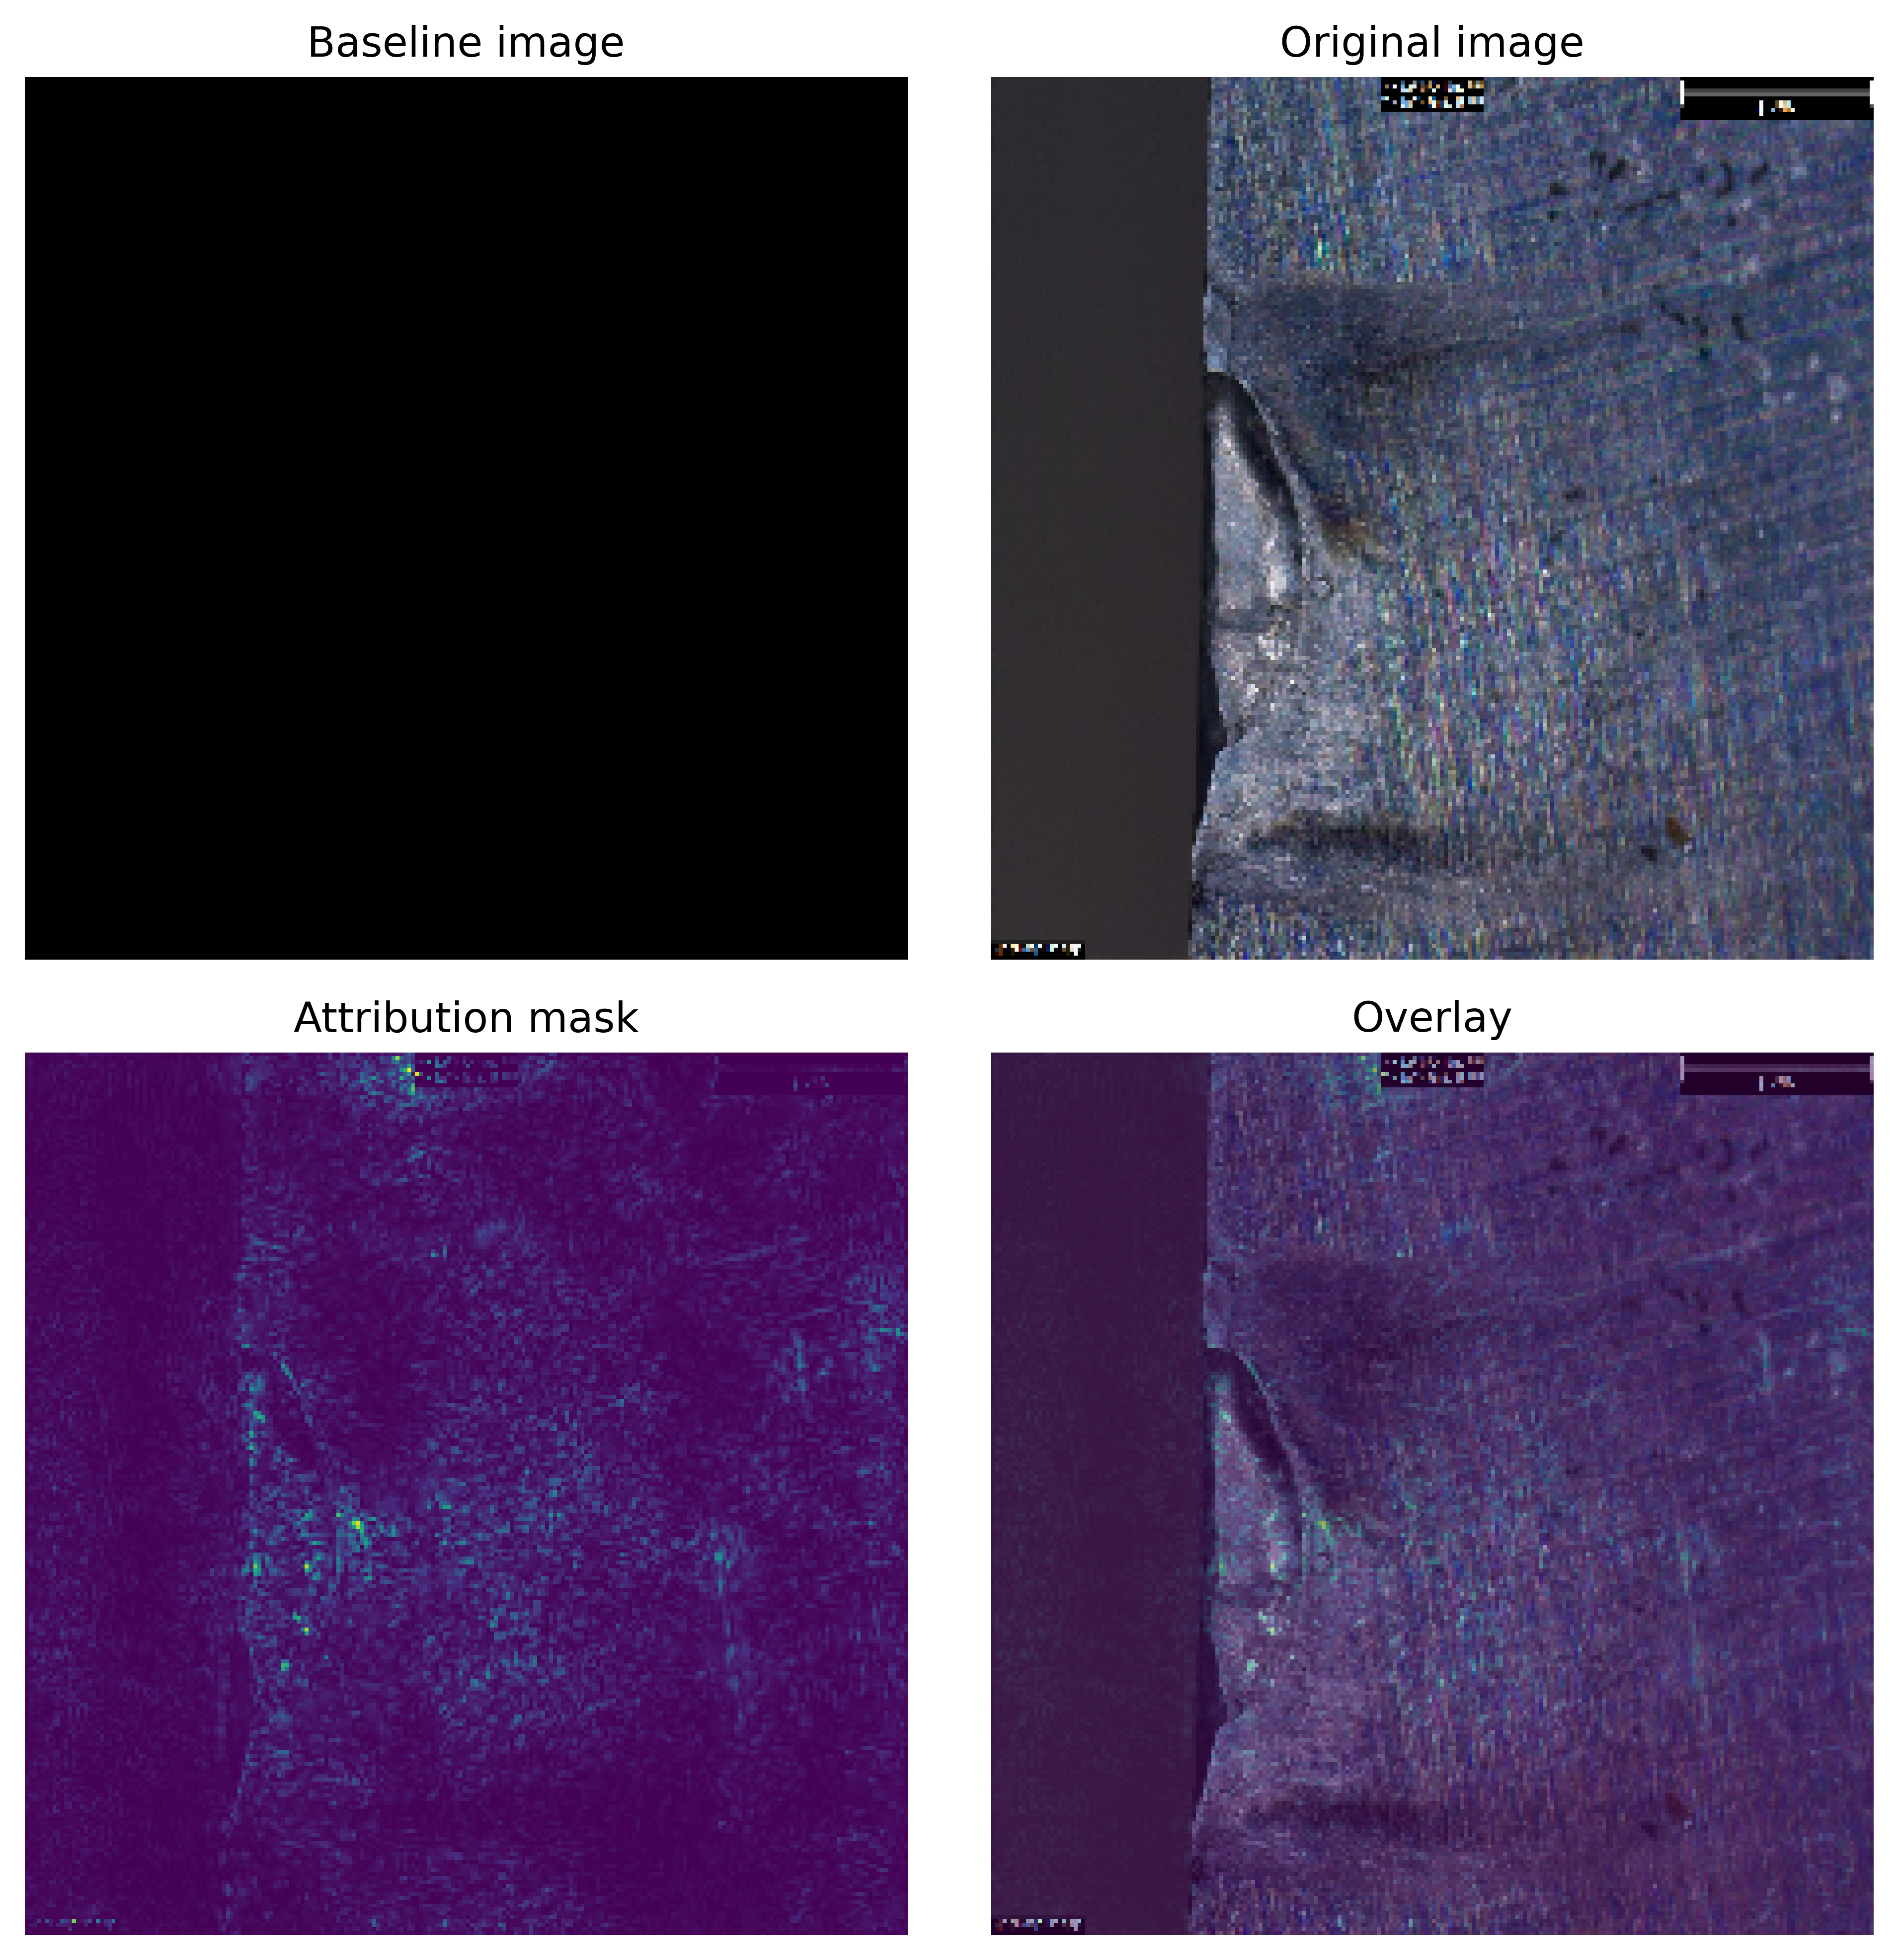 Baseline image
Original image
Attribution mask
Overlay